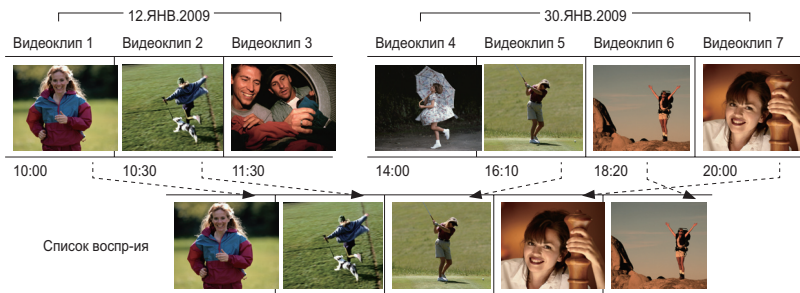 12.ЯНВ.2009 30.ЯНВ.2009
Видеоклип 1 Видеоклип 2 Видеоклип 3 Видеоклип 4 Видеоклип 5 Видеоклип 6 Видеоклип 7
10:00 10:30 11:30 14:00 16:10 18:20 20:00
Список воспр-ия